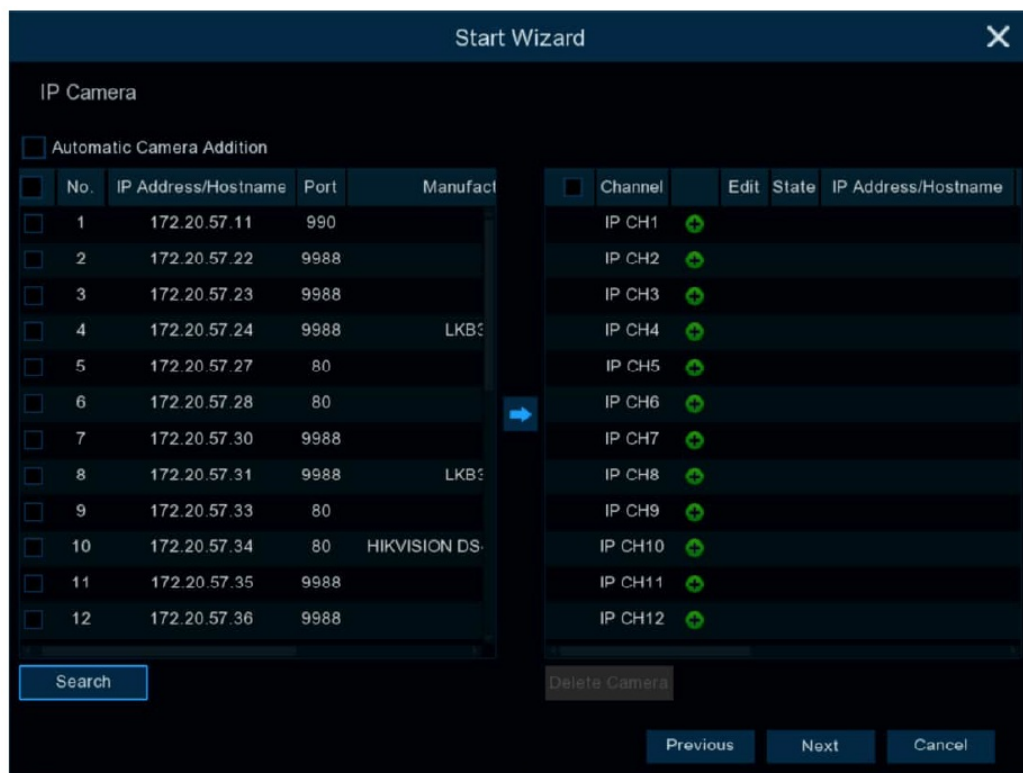 Start Wizard
IP Camera
Automatic Camera Addition
No. IP Address/Hostname Port Manufact
1 172.20.57.11 990
2 172.20.57.22 9988
3 172.20.57.23 9988
4 172.20.57.24 9988 LKB3
5 172.20.57.27 80
6 172.20.57.28 80
7 172.20.57.30 9988
8 172.20.57.31 9988 LKB3
9 172.20.57.33 80
10 172.20.57.34 80 HIKVISION DS-
11 172.20.57.35 9988
12 172.20.57.36 9988
Search
Channel Edit State IP Address/Hostname
IP CH1
IP CH2
IP CH3
IP CH4
IP CH5
IP CH6
IP CH7
IP CH8
IP CH9
IP CH10
IP CH11
IP CH12
Delete Camera
Previous Next Cancel